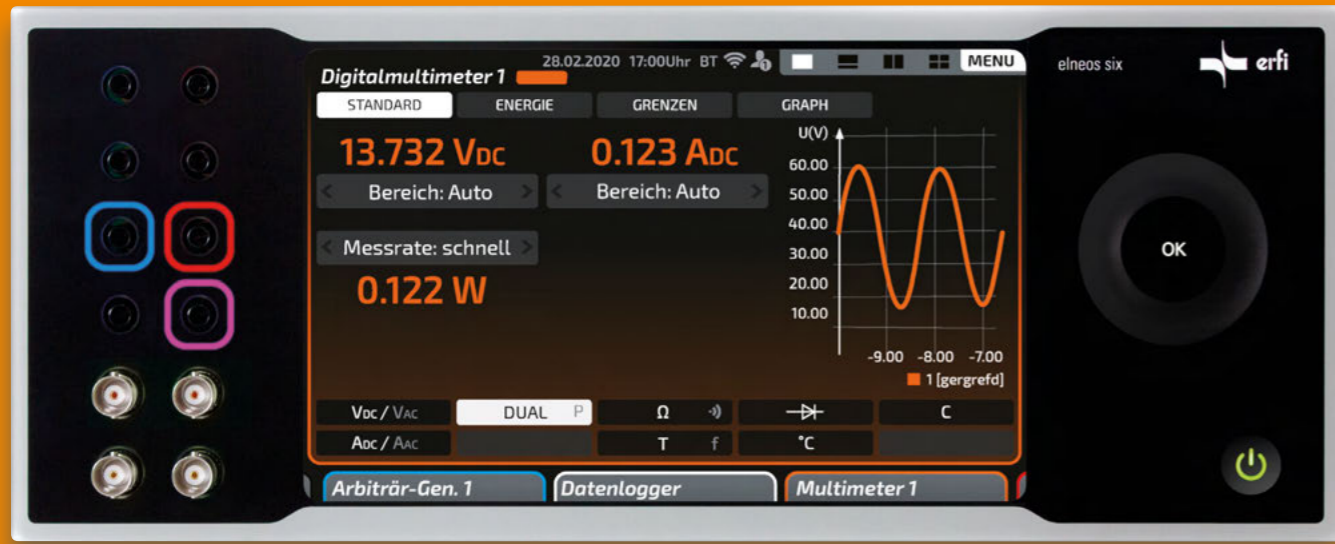 28.02.2020 17:00Uhr BT
MENU
Digitalmultimeter 1
STANDARD ENERGIE GRENZEN GRAPH
13.732 VDC 0.123 ADC
Bereich: Auto Bereich: Auto
Messrate: schnell
0.122 W
U(V)
60.00
50.00
40.00
30.00
20.00
10.00
-9.00 -8.00 -7.00
1 [gergrefd]
VDC / VAC DUAL P Ω C
ADC / AAC T f °C
Arbiträr-Gen. 1 Datenlogger Multimeter 1
elneos six erfi
OK